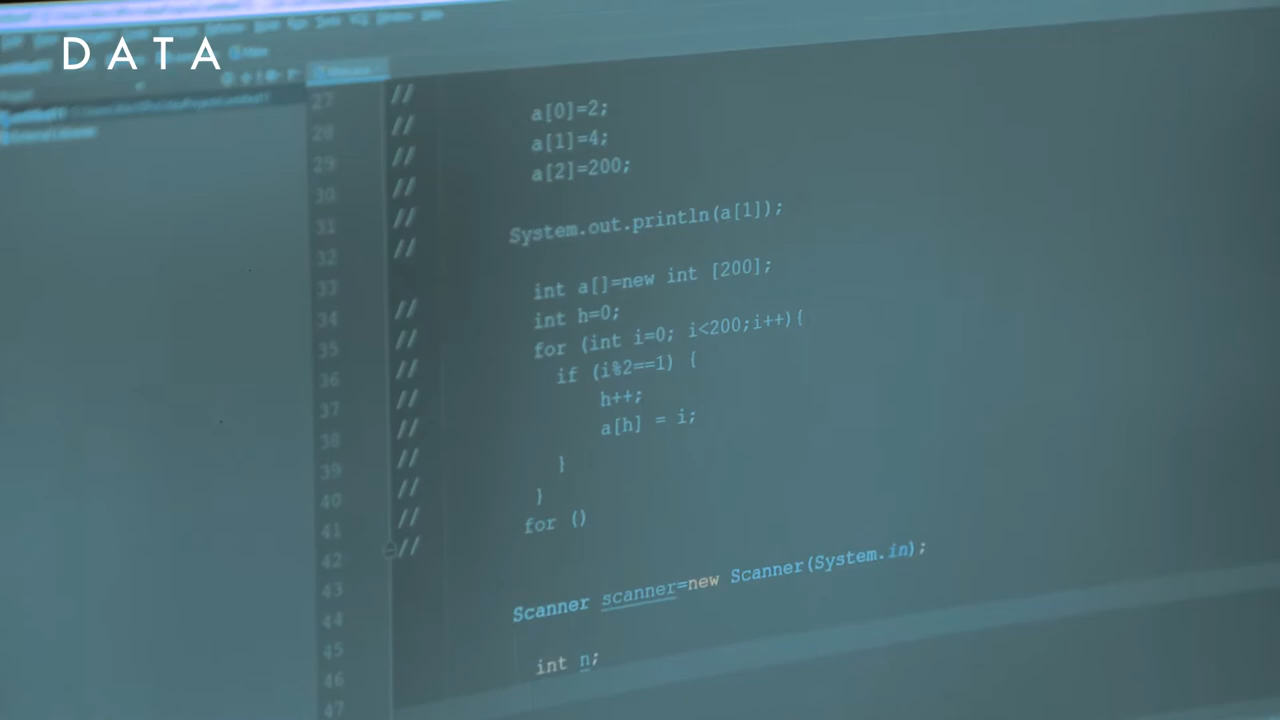 DATA
27 //
28 // a[0]=2;
29 // a[1]=4;
30 // a[2]=200;
31 //
32 // System.out.println(a[1]);
33
34 // int a[]=new int [200];
35 // int h=0;
36 // for (int i=0; i<200;i++){
37 // if (i%2==1) {
38 // h++;
39 // a[h] = i;
40 // }
41 // }
42 // for ()
43
44 Scanner scanner=new Scanner(System.in);
45
46 int n;
47